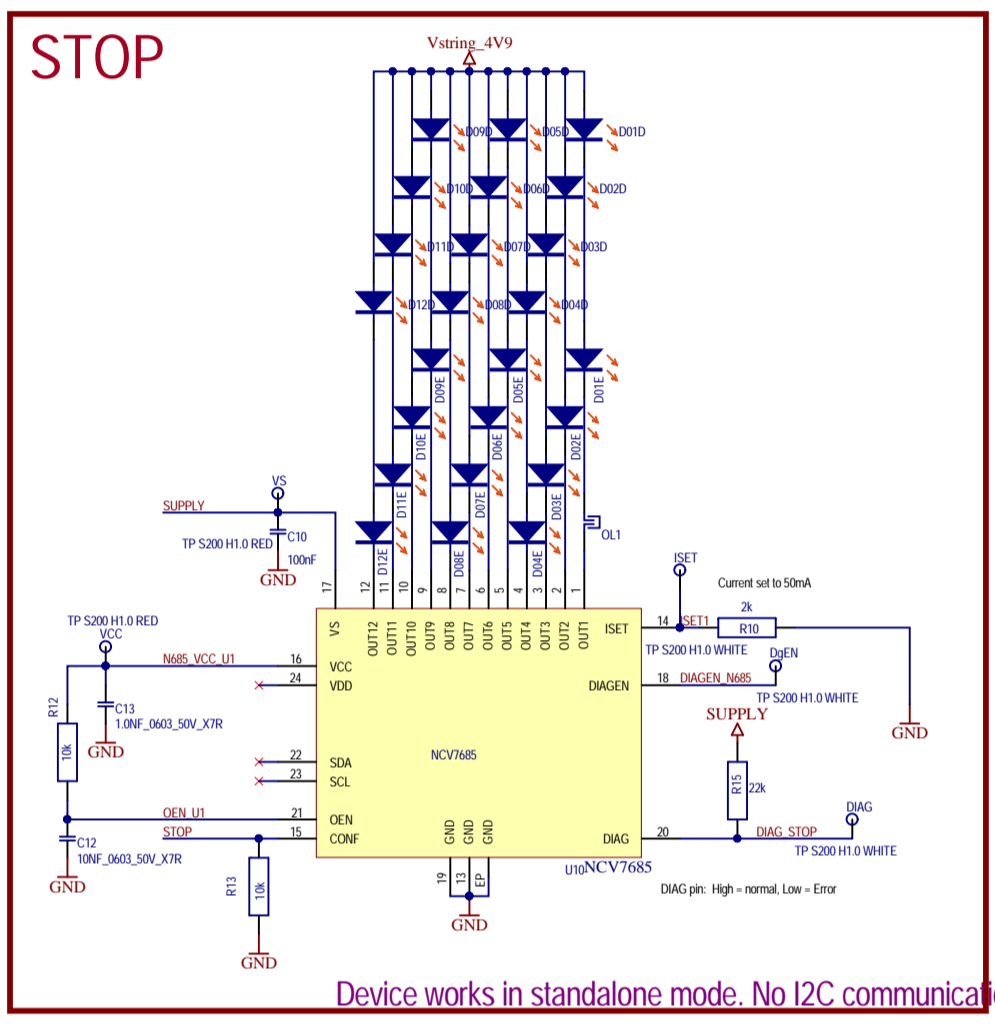 STOP
Vstring_4V9
D09D D05D D01D
D10D D06D D02D
D11D D07D D03D
D12D D08D D04D
D09E D05E D01E
D10E D06E D02E
D11E D07E D03E
D12E D08E D04E
OL1
VS
SUPPLY
TP S200 H1.0 RED
C10
100nF
GND
17 12 11 10 9 8 7 6 5 4 3 2 1
VS OUT12 OUT11 OUT10 OUT9 OUT8 OUT7 OUT6 OUT5 OUT4 OUT3 OUT2 OUT1
ISET
Current set to 50mA
2k
ISET 14 ISET1 R10
TP S200 H1.0 WHITE
DgEN
DIAGEN 18 DIAGEN_N685
TP S200 H1.0 WHITE
GND
TP S200 H1.0 RED
VCC
N685_VCC_U1 16 VCC
24 VDD
R12
10k
C13
1.0NF_0603_50V_X7R
GND
NCV7685
22 SDA
23 SCL
OEN_U1 21 OEN
STOP 15 CONF
C12
10NF_0603_50V_X7R
GND
R13
10k
GND
GND GND GND
19 13 EP
GND
SUPPLY
R15
22k
DIAG
DIAG 20 DIAG_STOP
TP S200 H1.0 WHITE
U10 NCV7685
DIAG pin: High = normal, Low = Error
Device works in standalone mode. No I2C communicati